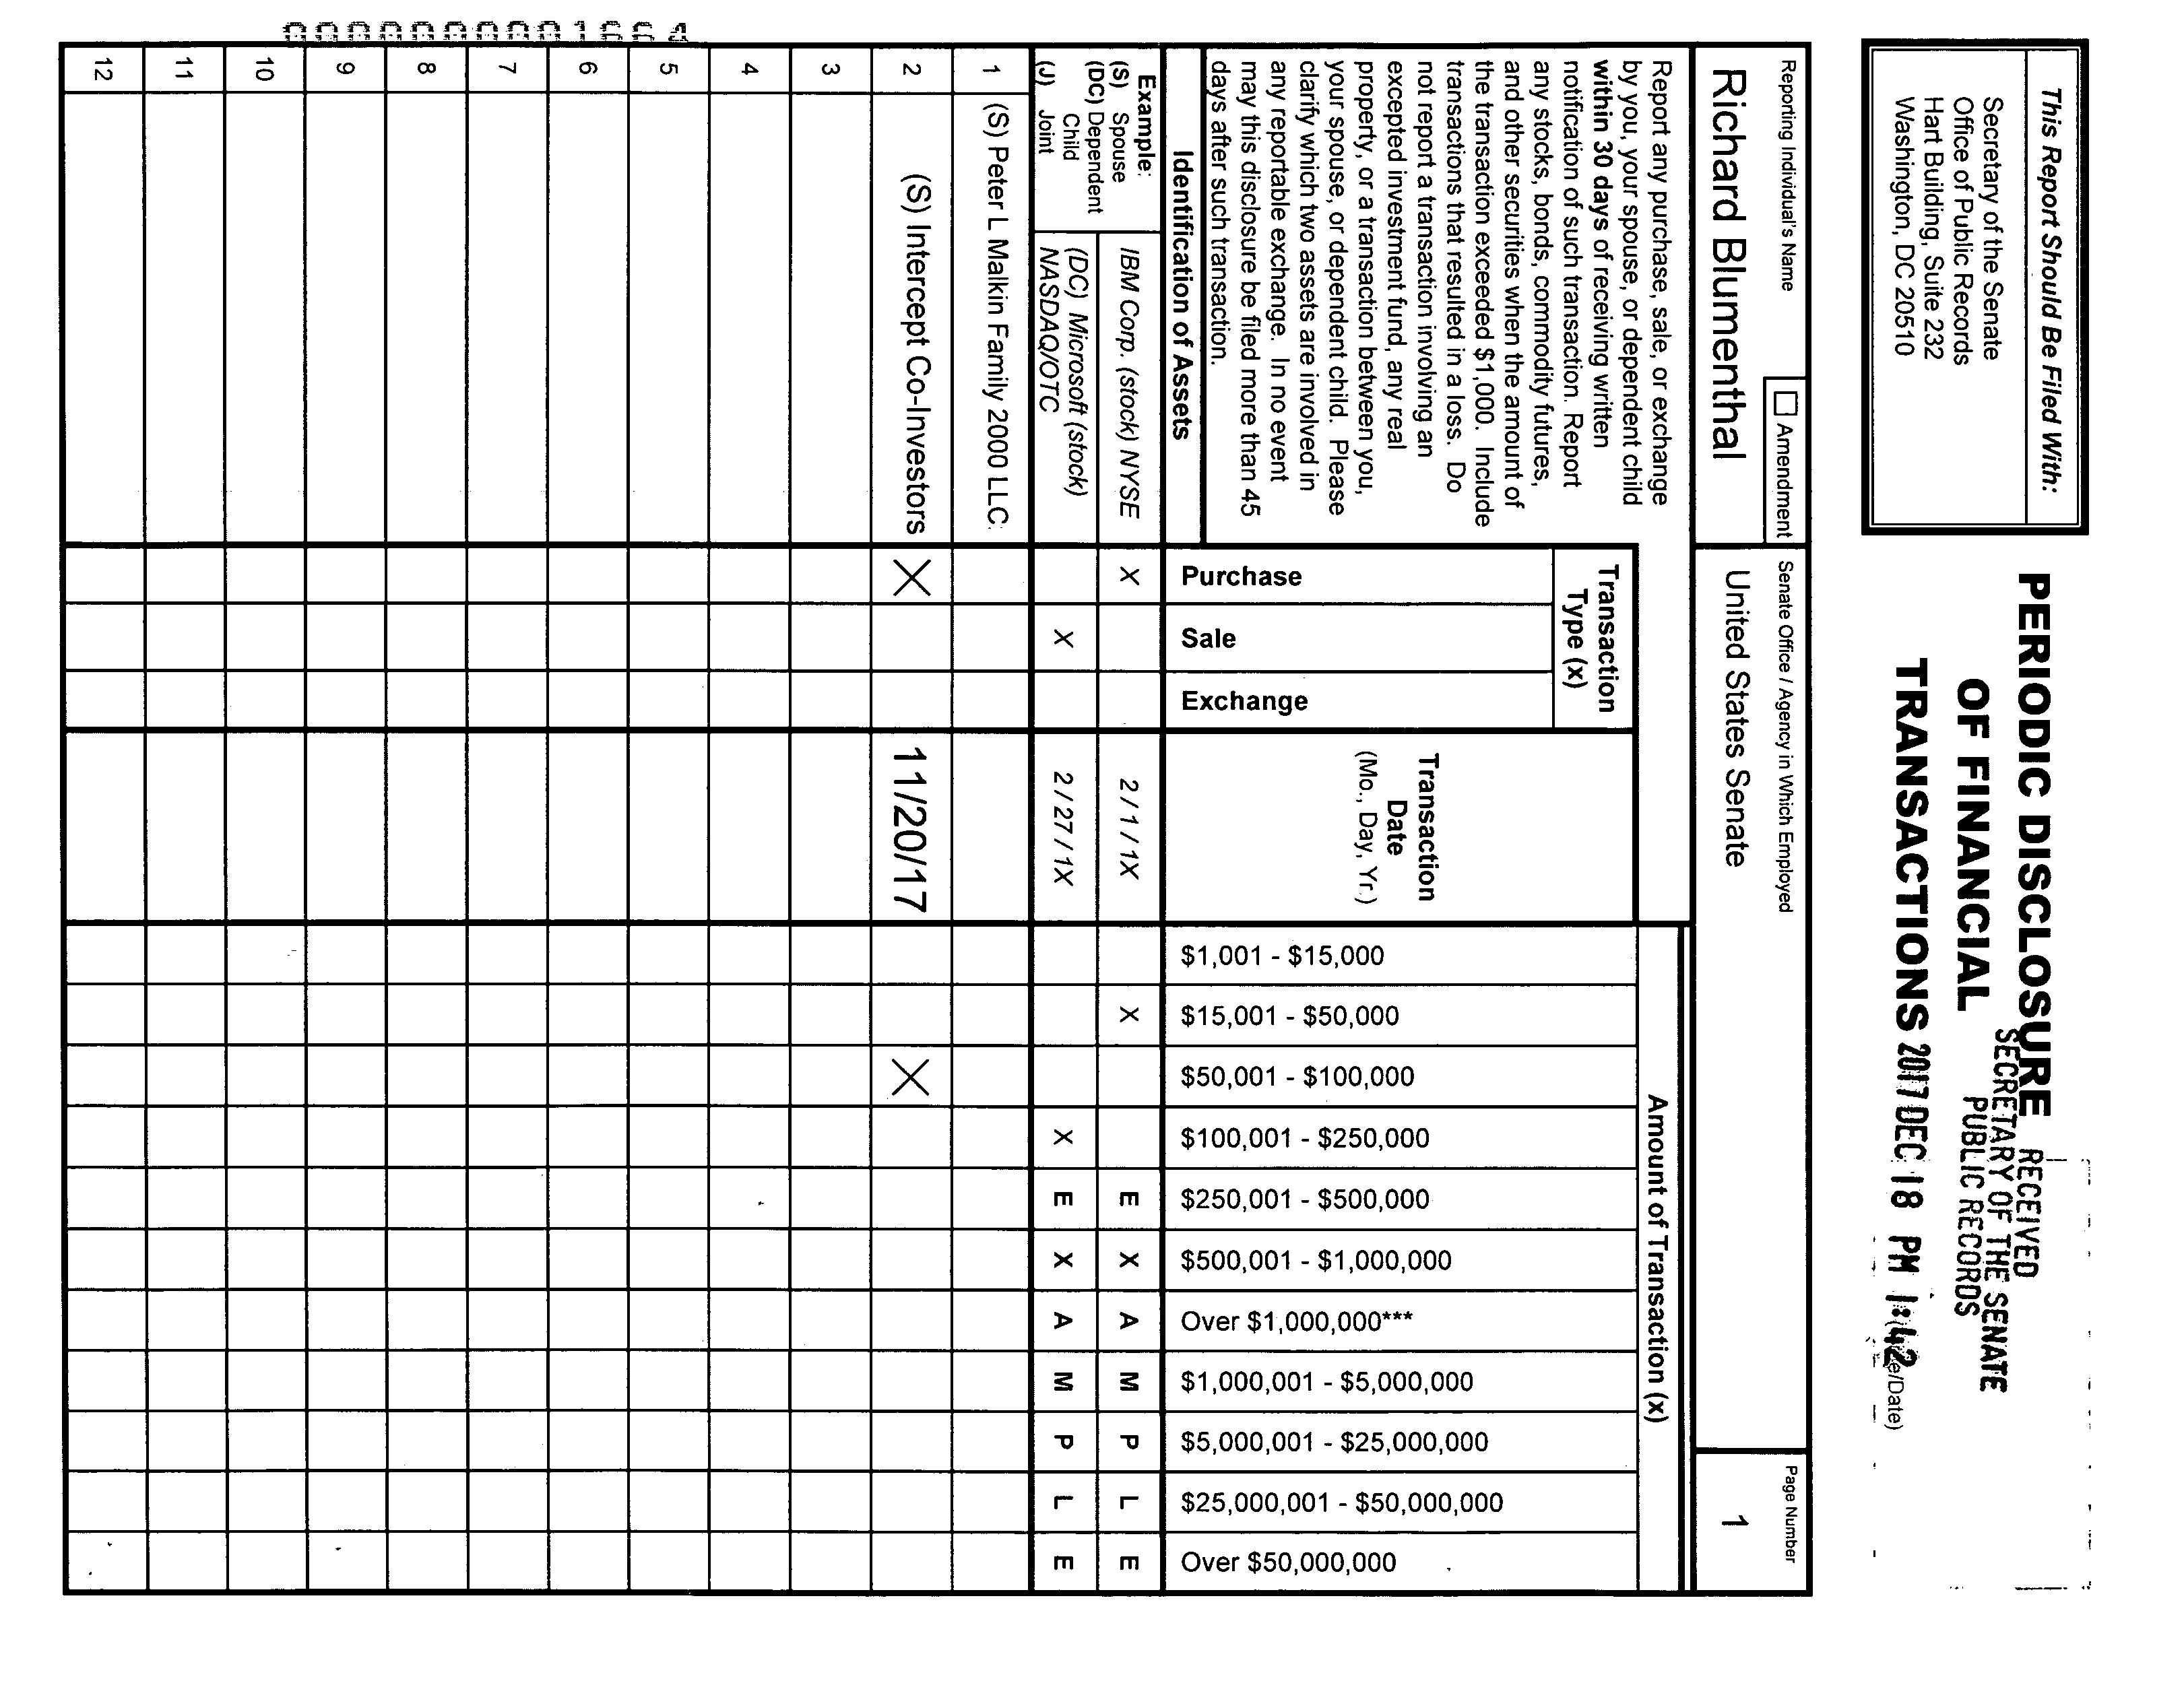 This Report Should Be Filed With:
Secretary of the Senate
Office of Public Records
Hart Building, Suite 232
Washington, DC 20510
PERIODIC DISCLOSURE
OF FINANCIAL
TRANSACTIONS
RECEIVED
SECRETARY OF THE SENATE
PUBLIC RECORDS
2017 DEC 18 PM 1:42
/Date)
Reporting Individual's Name
Amendment
Richard Blumenthal
Senate Office / Agency in Which Employed
United States Senate
Page Number
1
Report any purchase, sale, or exchange
by you, your spouse, or dependent child
within 30 days of receiving written
notification of such transaction. Report
any stocks, bonds, commodity futures,
and other securities when the amount of
the transaction exceeded $1,000. Include
transactions that resulted in a loss. Do
not report a transaction involving an
excepted investment fund, any real
property, or a transaction between you,
your spouse, or dependent child. Please
clarify which two assets are involved in
any reportable exchange. In no event
may this disclosure be filed more than 45
days after such transaction.
Identification of Assets
Transaction
Type (x)
Purchase
Sale
Exchange
Transaction
Date
(Mo., Day, Yr.)
Amount of Transaction (x)
$1,001 - $15,000
$15,001 - $50,000
$50,001 - $100,000
$100,001 - $250,000
$250,001 - $500,000
$500,001 - $1,000,000
Over $1,000,000***
$1,000,001 - $5,000,000
$5,000,001 - $25,000,000
$25,000,001 - $50,000,000
Over $50,000,000
Example:
(S) Spouse
(DC) Dependent
Child
(J) Joint
IBM Corp. (stock) NYSE X 2 / 1 / 1X X E X A M P L E
(DC) Microsoft (stock)
NASDAQ/OTC X 2 / 27 / 1X X E X A M P L E
1 (S) Peter L Malkin Family 2000 LLC:
2 (S) Intercept Co-Investors X 11/20/17 X
3
4
5
6
7
8
9
10
11
12